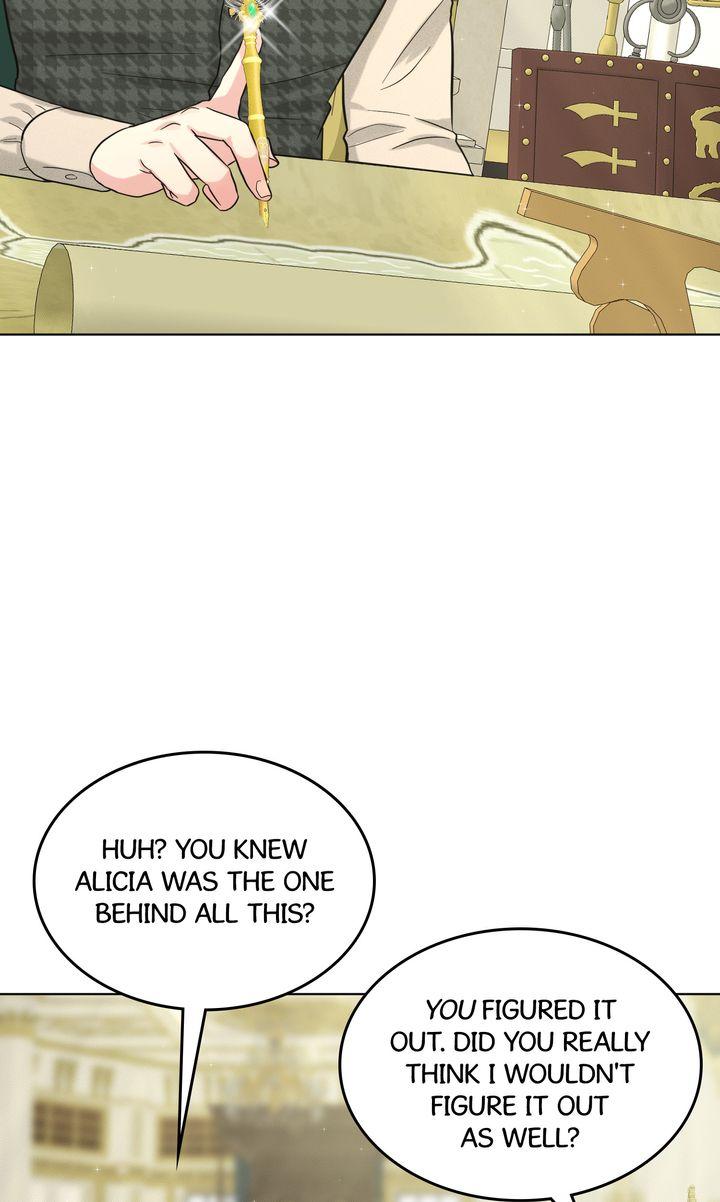 HUH? YOU KNEW
ALICIA WAS THE ONE
BEHIND ALL THIS?
YOU FIGURED IT
OUT. DID YOU REALLY
THINK I WOULDN'T
FIGURE IT OUT
AS WELL?